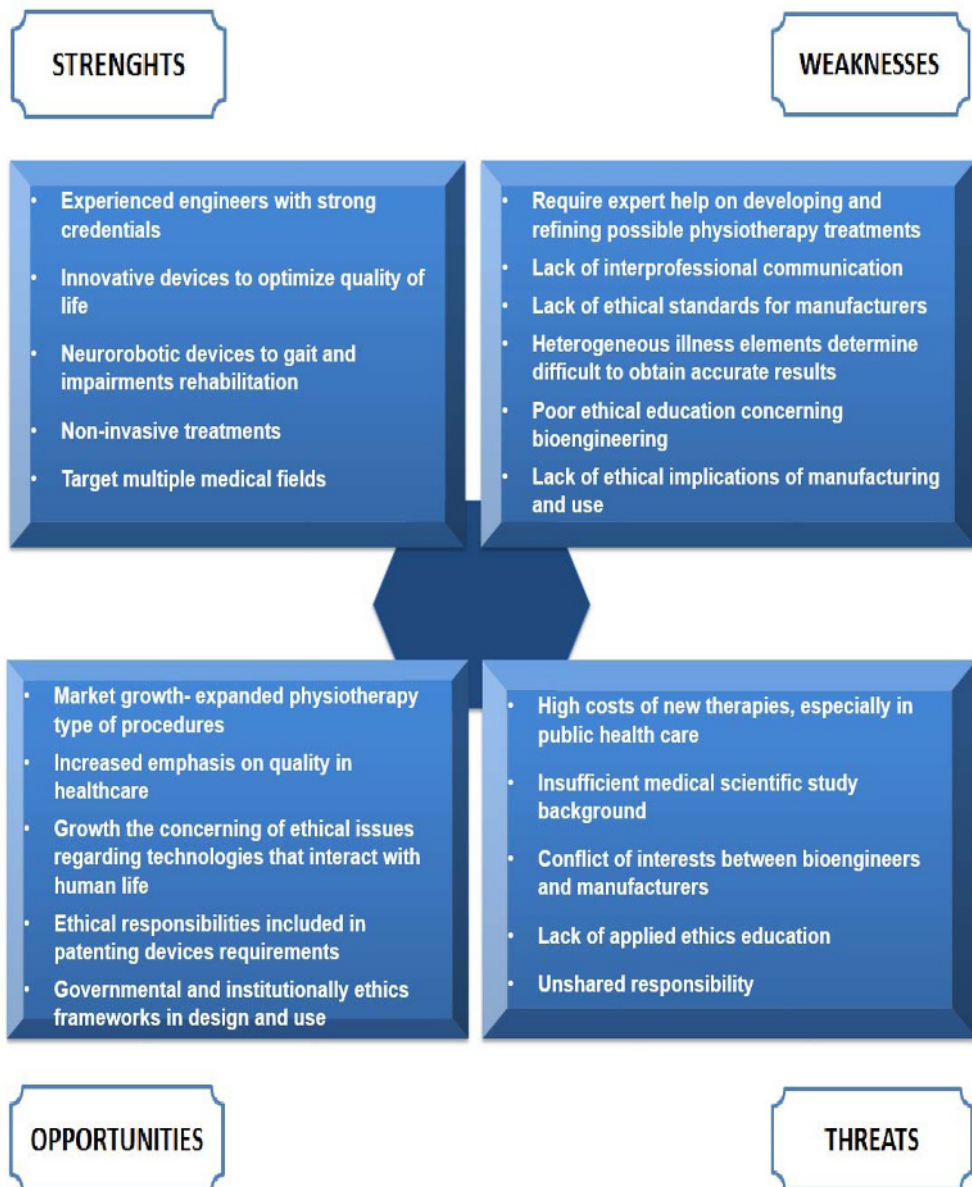 STRENGHTS
WEAKNESSES
• Experienced engineers with strong
credentials
• Innovative devices to optimize quality of
life
• Neurorobotic devices to gait and
impairments rehabilitation
• Non-invasive treatments
• Target multiple medical fields
• Require expert help on developing and
refining possible physiotherapy treatments
• Lack of interprofessional communication
• Lack of ethical standards for manufacturers
• Heterogeneous illness elements determine
difficult to obtain accurate results
• Poor ethical education concerning
bioengineering
• Lack of ethical implications of manufacturing
and use
• Market growth- expanded physiotherapy
type of procedures
• Increased emphasis on quality in
healthcare
• Growth the concerning of ethical issues
regarding technologies that interact with
human life
• Ethical responsibilities included in
patenting devices requirements
• Governmental and institutionally ethics
frameworks in design and use
• High costs of new therapies, especially in
public health care
• Insufficient medical scientific study
background
• Conflict of interests between bioengineers
and manufacturers
• Lack of applied ethics education
• Unshared responsibility
OPPORTUNITIES
THREATS